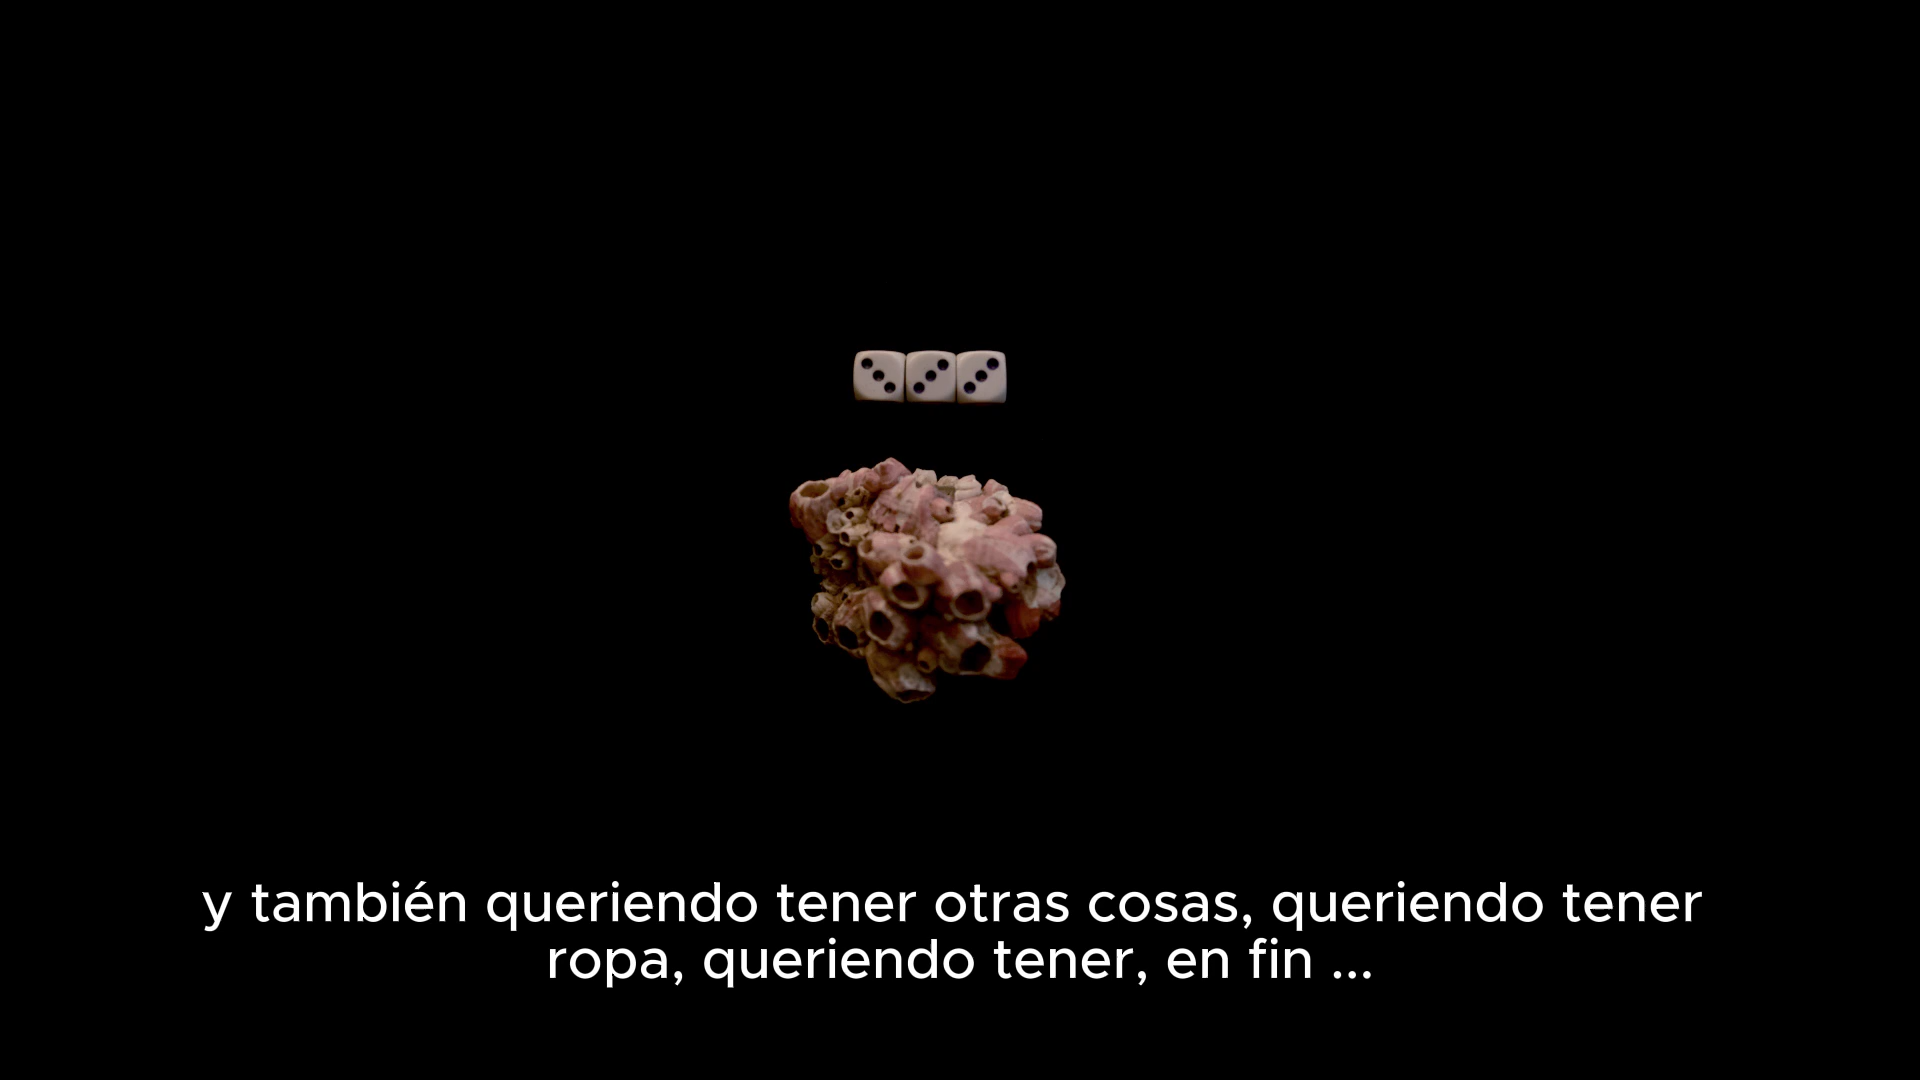 y también queriendo tener otras cosas, queriendo tener
ropa, queriendo tener, en fin ...